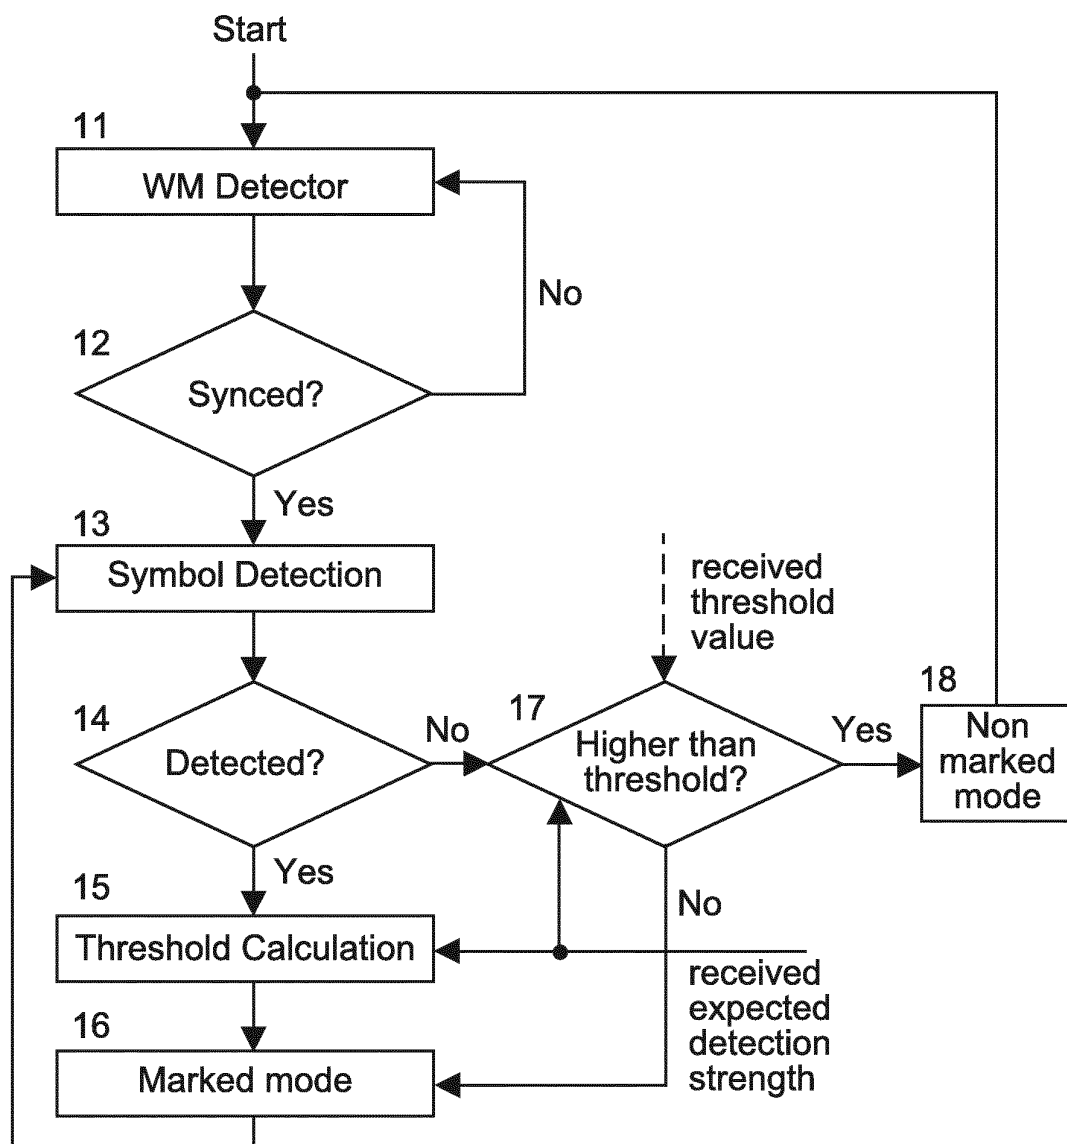 Start
11
WM Detector
No
12
Synced?
Yes
13
Symbol Detection
received
threshold
value
14
Detected?
No
17
Higher than
threshold?
Yes
18
Non
marked
mode
Yes
No
15
Threshold Calculation
received
expected
detection
strength
16
Marked mode